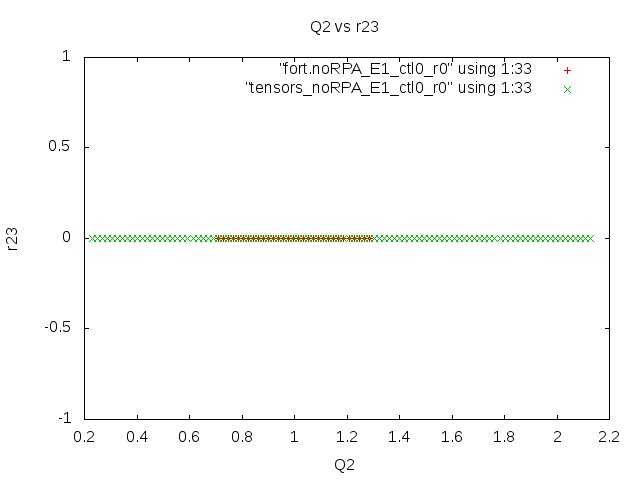 Q2 vs r23
"fort.noRPA_E1_ctl0_r0" using 1:33
"tensors_noRPA_E1_ctl0_r0" using 1:33
1
0.5
0
-0.5
-1
r23
0.2 0.4 0.6 0.8 1 1.2 1.4 1.6 1.8 2 2.2
Q2